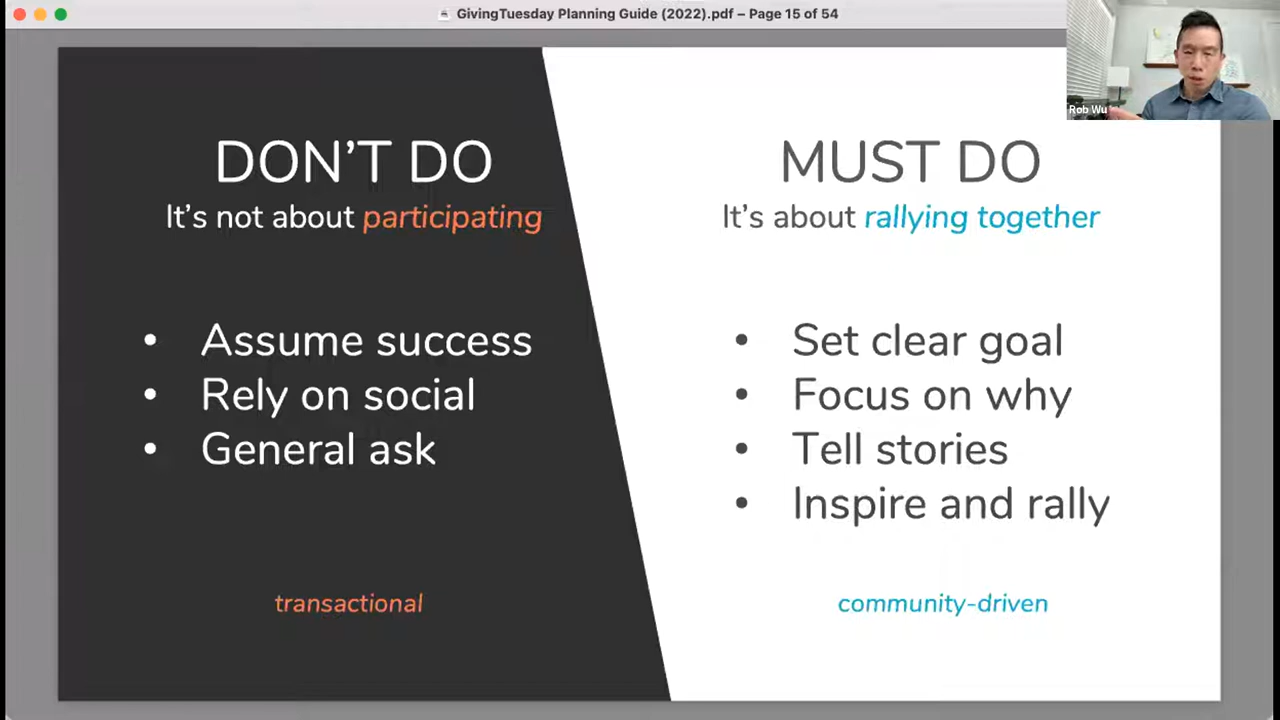 GivingTuesday Planning Guide (2022).pdf – Page 15 of 54
Rob Wu
DON'T DO
It's not about participating
• Assume success
• Rely on social
• General ask
transactional
MUST DO
It's about rallying together
• Set clear goal
• Focus on why
• Tell stories
• Inspire and rally
community-driven